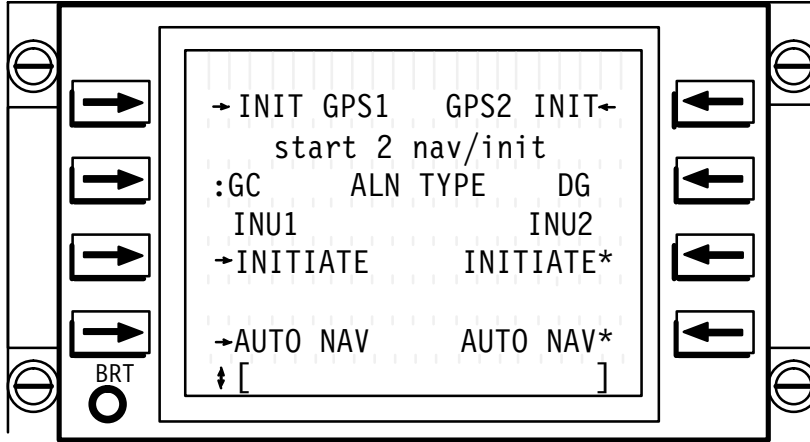 →INIT GPS1 GPS2 INIT←
start 2 nav/init
:GC ALN TYPE DG
INU1 INU2
→INITIATE INITIATE*
→AUTO NAV AUTO NAV*
BRT
[ ]